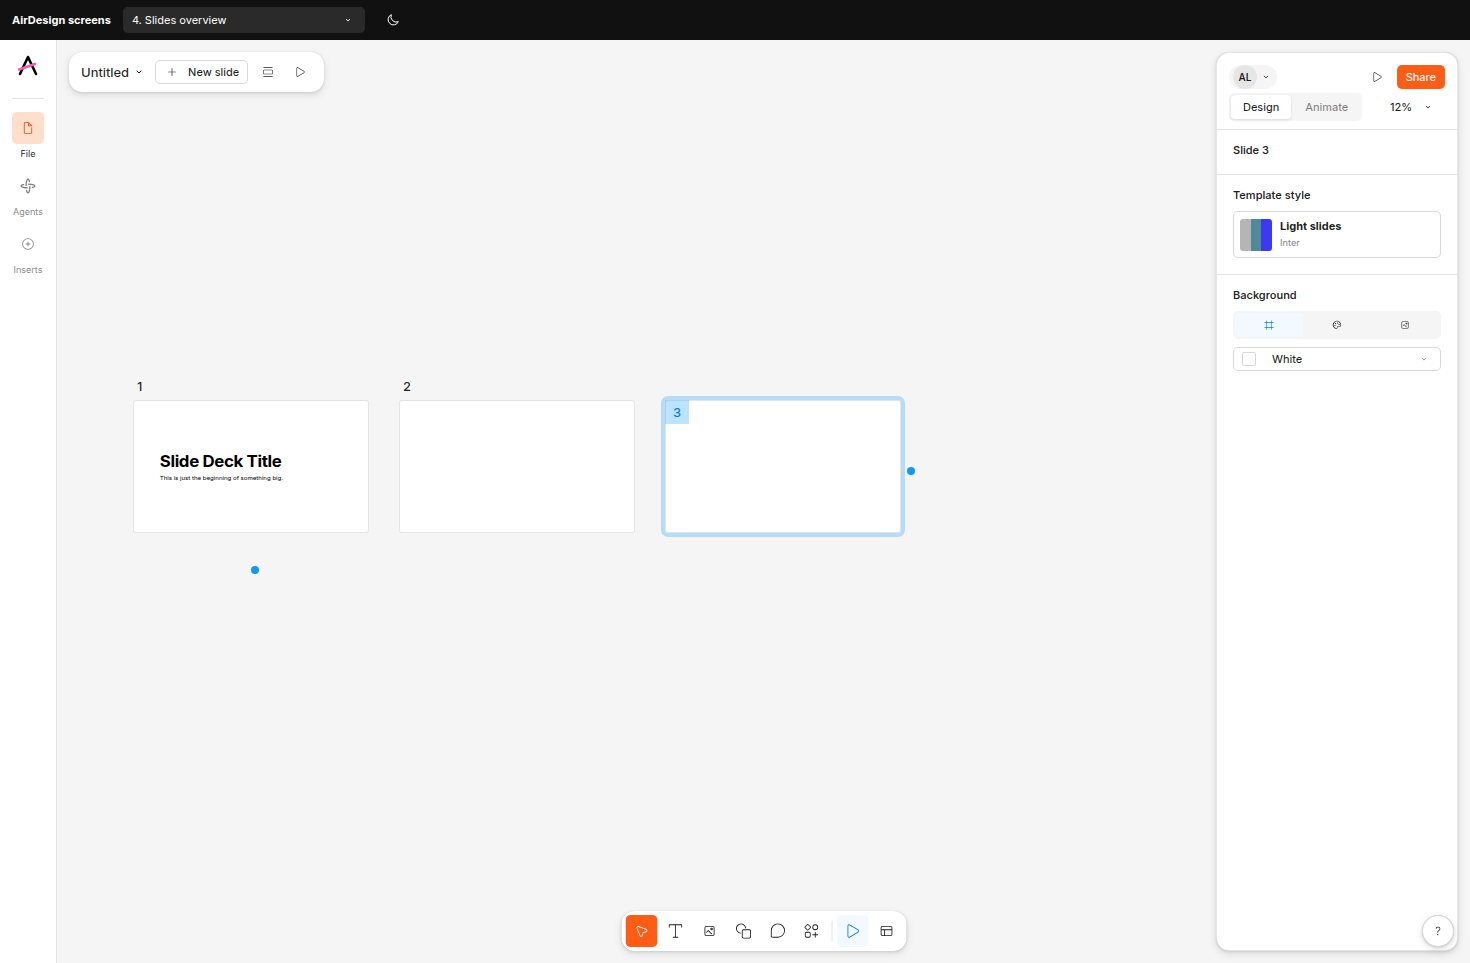 AirDesign screens
4. Slides overview
Untitled
New slide
File
Agents
Inserts
1
2
3
Slide Deck Title
This is just the beginning of something big.
AL
Share
Design
Animate
12%
Slide 3
Template style
Light slides
Inter
Background
White
?